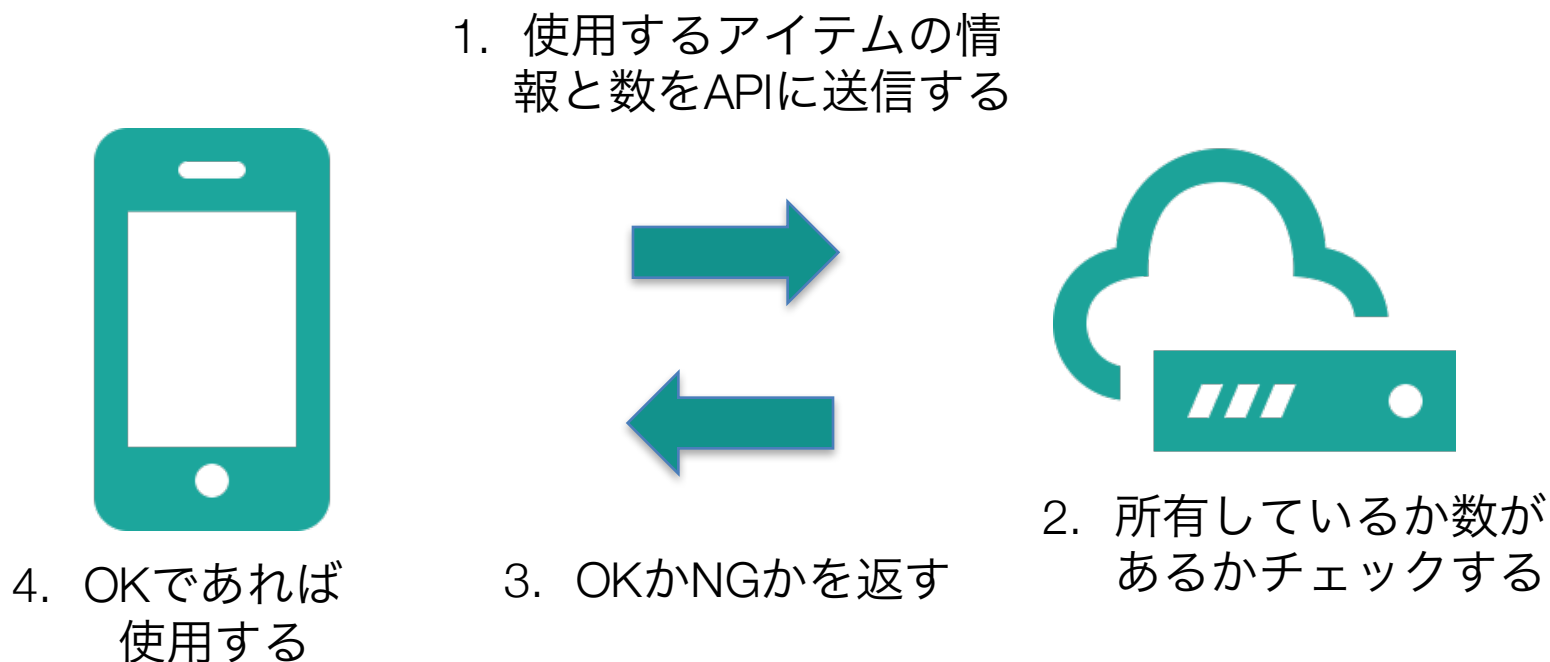 1. 使用するアイテムの情
報と数をAPIに送信する
2. 所有しているか数が
あるかチェックする
3. OKかNGかを返す
4. OKであれば
使用する